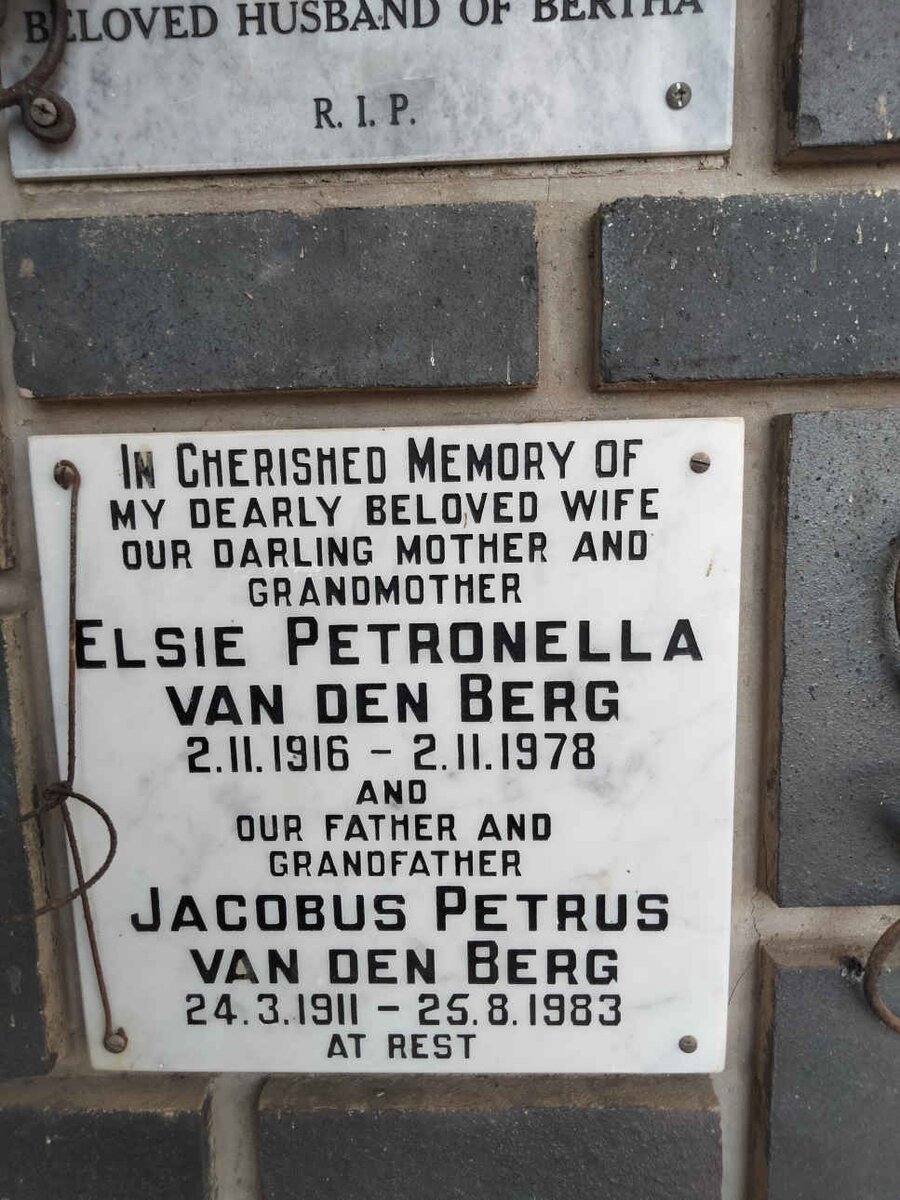 BELOVED HUSBAND OF BERTHA
R. I. P.
IN CHERISHED MEMORY OF
MY DEARLY BELOVED WIFE
OUR DARLING MOTHER AND
GRANDMOTHER
ELSIE PETRONELLA
VAN DEN BERG
2.11.1916 - 2.11.1978
AND
OUR FATHER AND
GRANDFATHER
JACOBUS PETRUS
VAN DEN BERG
24.3.1911 - 25.8.1983
AT REST